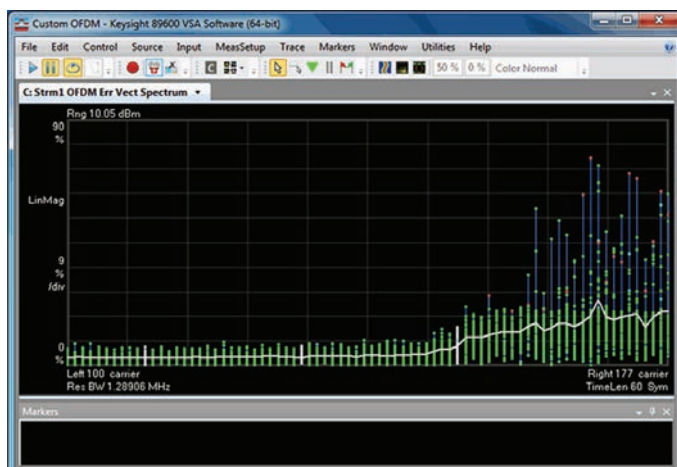 Custom OFDM - Keysight 89600 VSA Software (64-bit)
File Edit Control Source Input MeasSetup Trace Markers Window Utilities Help
50 % 0 % Color Normal
C: Strm1 OFDM Err Vect Spectrum
Rng 10.05 dBm
90
%
LinMag
9
%
/div
0
%
Left 100 carrier Right 177 carrier
Res BW 1.28906 MHz TimeLen 60 Sym
Markers